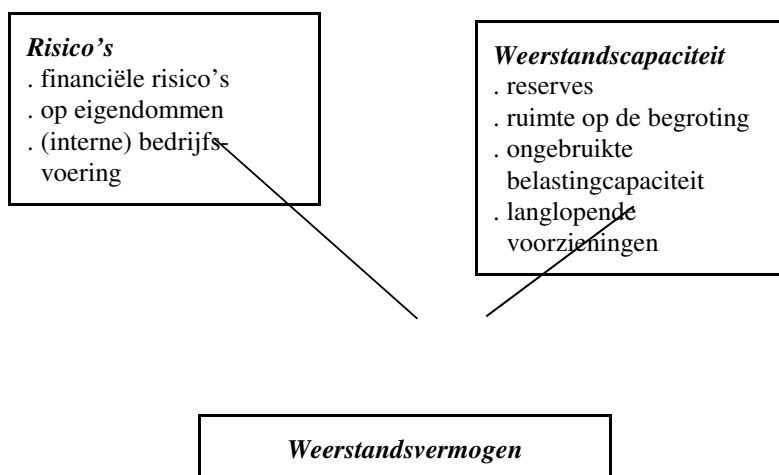 Risico’s
. financiële risico’s
. op eigendommen
. (interne) bedrijfs-
voering
Weerstandscapaciteit
. reserves
. ruimte op de begroting
. ongebruikte
belastingcapaciteit
. langlopende
voorzieningen
Weerstandsvermogen